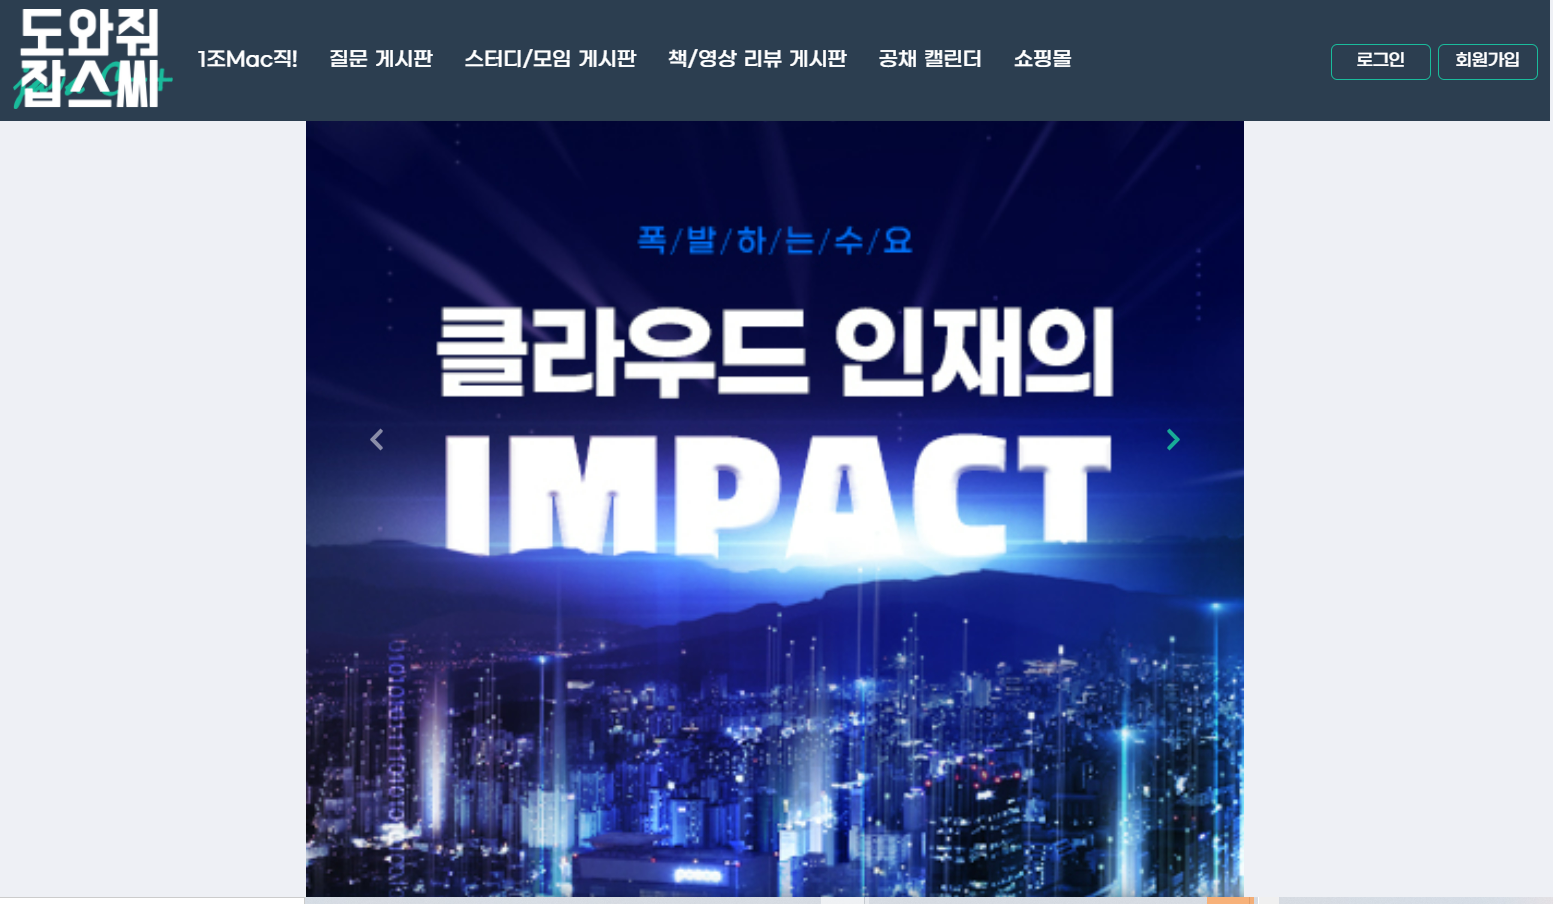 도와줘
잡스씨
1조Mac직!
질문 게시판
스터디/모임 게시판
책/영상 리뷰 게시판
공채 캘린더
쇼핑몰
로그인
회원가입
폭/발/하/는/수/요
클라우드 인재의
IMPACT
posco